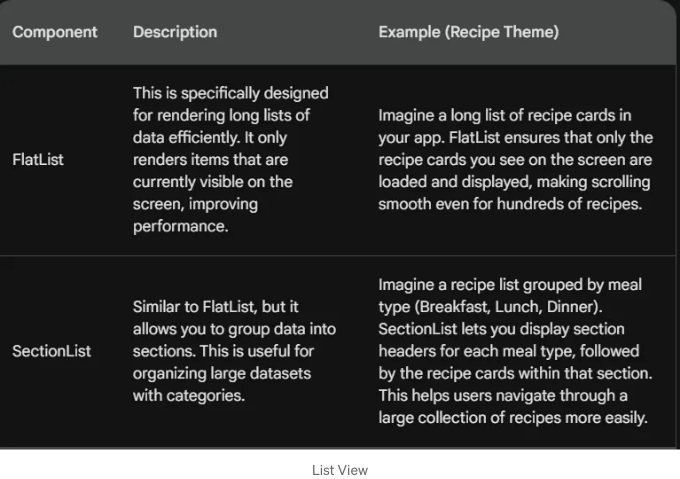 Component Description Example (Recipe Theme)
FlatList
This is specifically designed
for rendering long lists of
data efficiently. It only
renders items that are
currently visible on the
screen, improving
performance.
Imagine a long list of recipe cards in
your app. FlatList ensures that only the
recipe cards you see on the screen are
loaded and displayed, making scrolling
smooth even for hundreds of recipes.
SectionList
Similar to FlatList, but it
allows you to group data into
sections. This is useful for
organizing large datasets
with categories.
Imagine a recipe list grouped by meal
type (Breakfast, Lunch, Dinner).
SectionList lets you display section
headers for each meal type, followed
by the recipe cards within that section.
This helps users navigate through a
large collection of recipes more easily.
List View